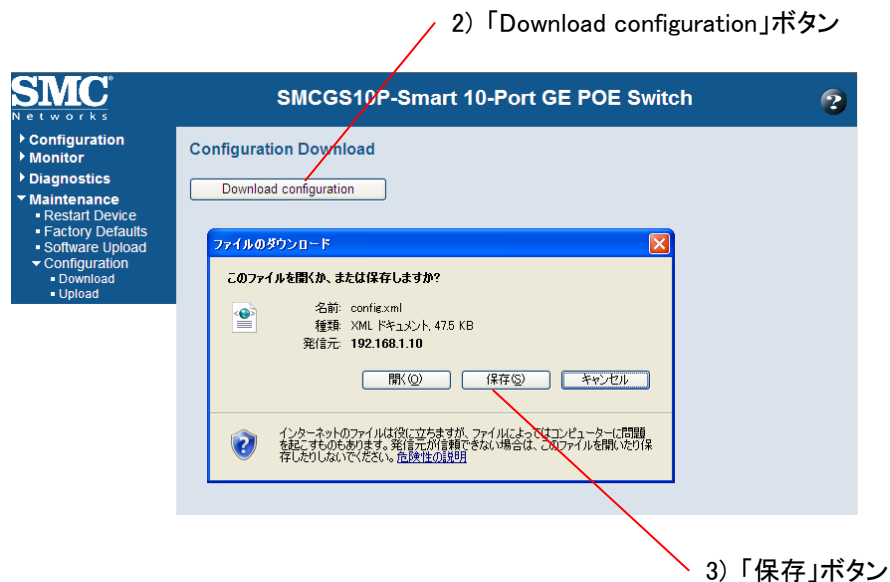 2) 「Download configuration」ボタン
SMC
Networks
SMCGS10P-Smart 10-Port GE POE Switch
?
Configuration
Monitor
Diagnostics
Maintenance
Restart Device
Factory Defaults
Software Upload
Configuration
Download
Upload
Configuration Download
Download configuration
ファイルのダウンロード
このファイルを開くか、または保存しますか?
名前: config.xml
種類: XML ドキュメント, 47.5 KB
発信元: 192.168.1.10
開く(O)
保存(S)
キャンセル
インターネットのファイルは役に立ちますが、ファイルによってはコンピューターに問題
を起こすものもあります。発信元が信頼できない場合は、このファイルを開いたり保
存したりしないでください。危険性の説明
3) 「保存」ボタン